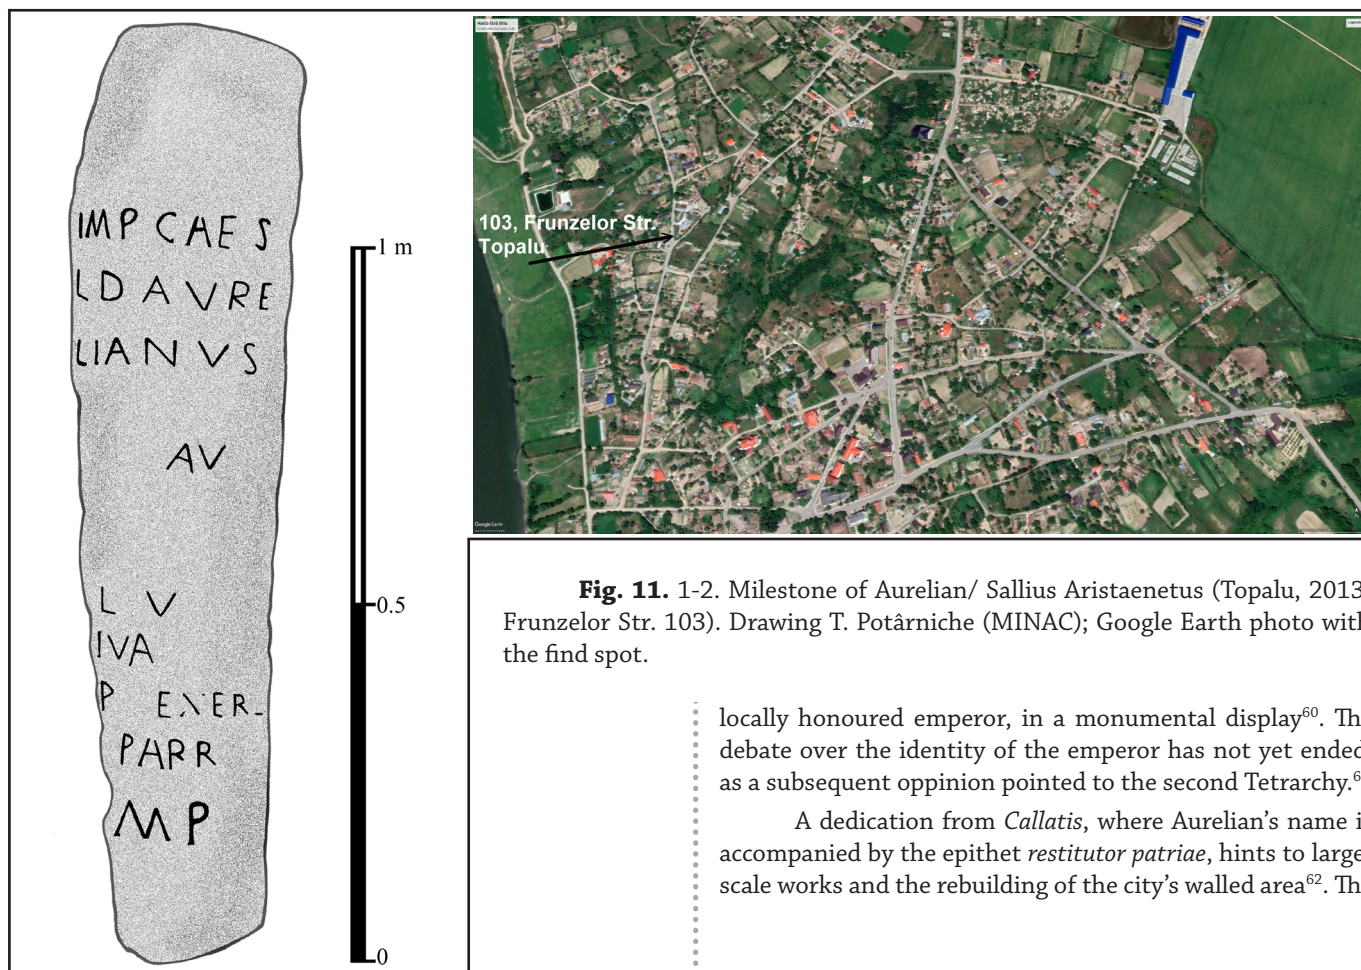 IMP CAES
LD AVRE
LIANVS
AV
L V
IVA
PARR
MP
1 m
0.5
0
103, Frunzelor Str.
Topalu
Google Earth
Fig. 11. 1-2. Milestone of Aurelian/ Sallius Aristaenetus (Topalu, 2013
Frunzelor Str. 103). Drawing T. Potârniche (MINAC); Google Earth photo with
the find spot.
locally honoured emperor, in a monumental display60. Th
debate over the identity of the emperor has not yet ended
as a subsequent oppinion pointed to the second Tetrarchy.6
A dedication from Callatis, where Aurelian’s name i
accompanied by the epithet restitutor patriae, hints to large
scale works and the rebuilding of the city’s walled area62. Th